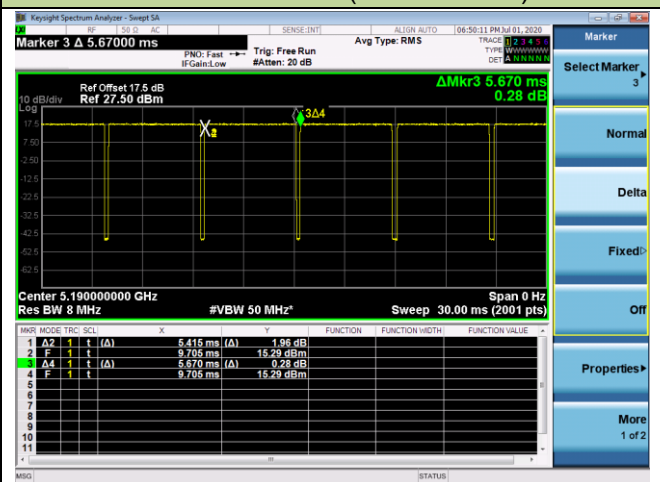 Keysight Spectrum Analyzer - Swept SA
RF 50 Ω AC SENSE:INT ALIGN AUTO 06:50:11 PM Jul 01, 2020
Marker 3 Δ 5.67000 ms
PNO: Fast
IFGain:Low
Trig: Free Run
#Atten: 20 dB
Avg Type: RMS
TRACE 1 2 3 4 5 6
TYPE WWWWWW
DET A N N N N N
Ref Offset 17.5 dB
10 dB/div Ref 27.50 dBm
Log
ΔMkr3 5.670 ms
0.28 dB
17.5
7.50
-2.50
-12.5
-22.5
-32.5
-42.5
-52.5
-62.5
3Δ4
Center 5.190000000 GHz Span 0 Hz
Res BW 8 MHz #VBW 50 MHz* Sweep 30.00 ms (2001 pts)
MKR MODE TRC SCL X Y FUNCTION FUNCTION WIDTH FUNCTION VALUE
1 Δ2 1 t (Δ) 5.415 ms (Δ) 1.96 dB
2 F 1 t 9.705 ms 15.29 dBm
3 Δ4 1 t (Δ) 5.670 ms (Δ) 0.28 dB
4 F 1 t 9.705 ms 15.29 dBm
5
6
7
8
9
10
11
MSG STATUS
Marker
Select Marker
3
Normal
Delta
Fixed
Off
Properties
More
1 of 2